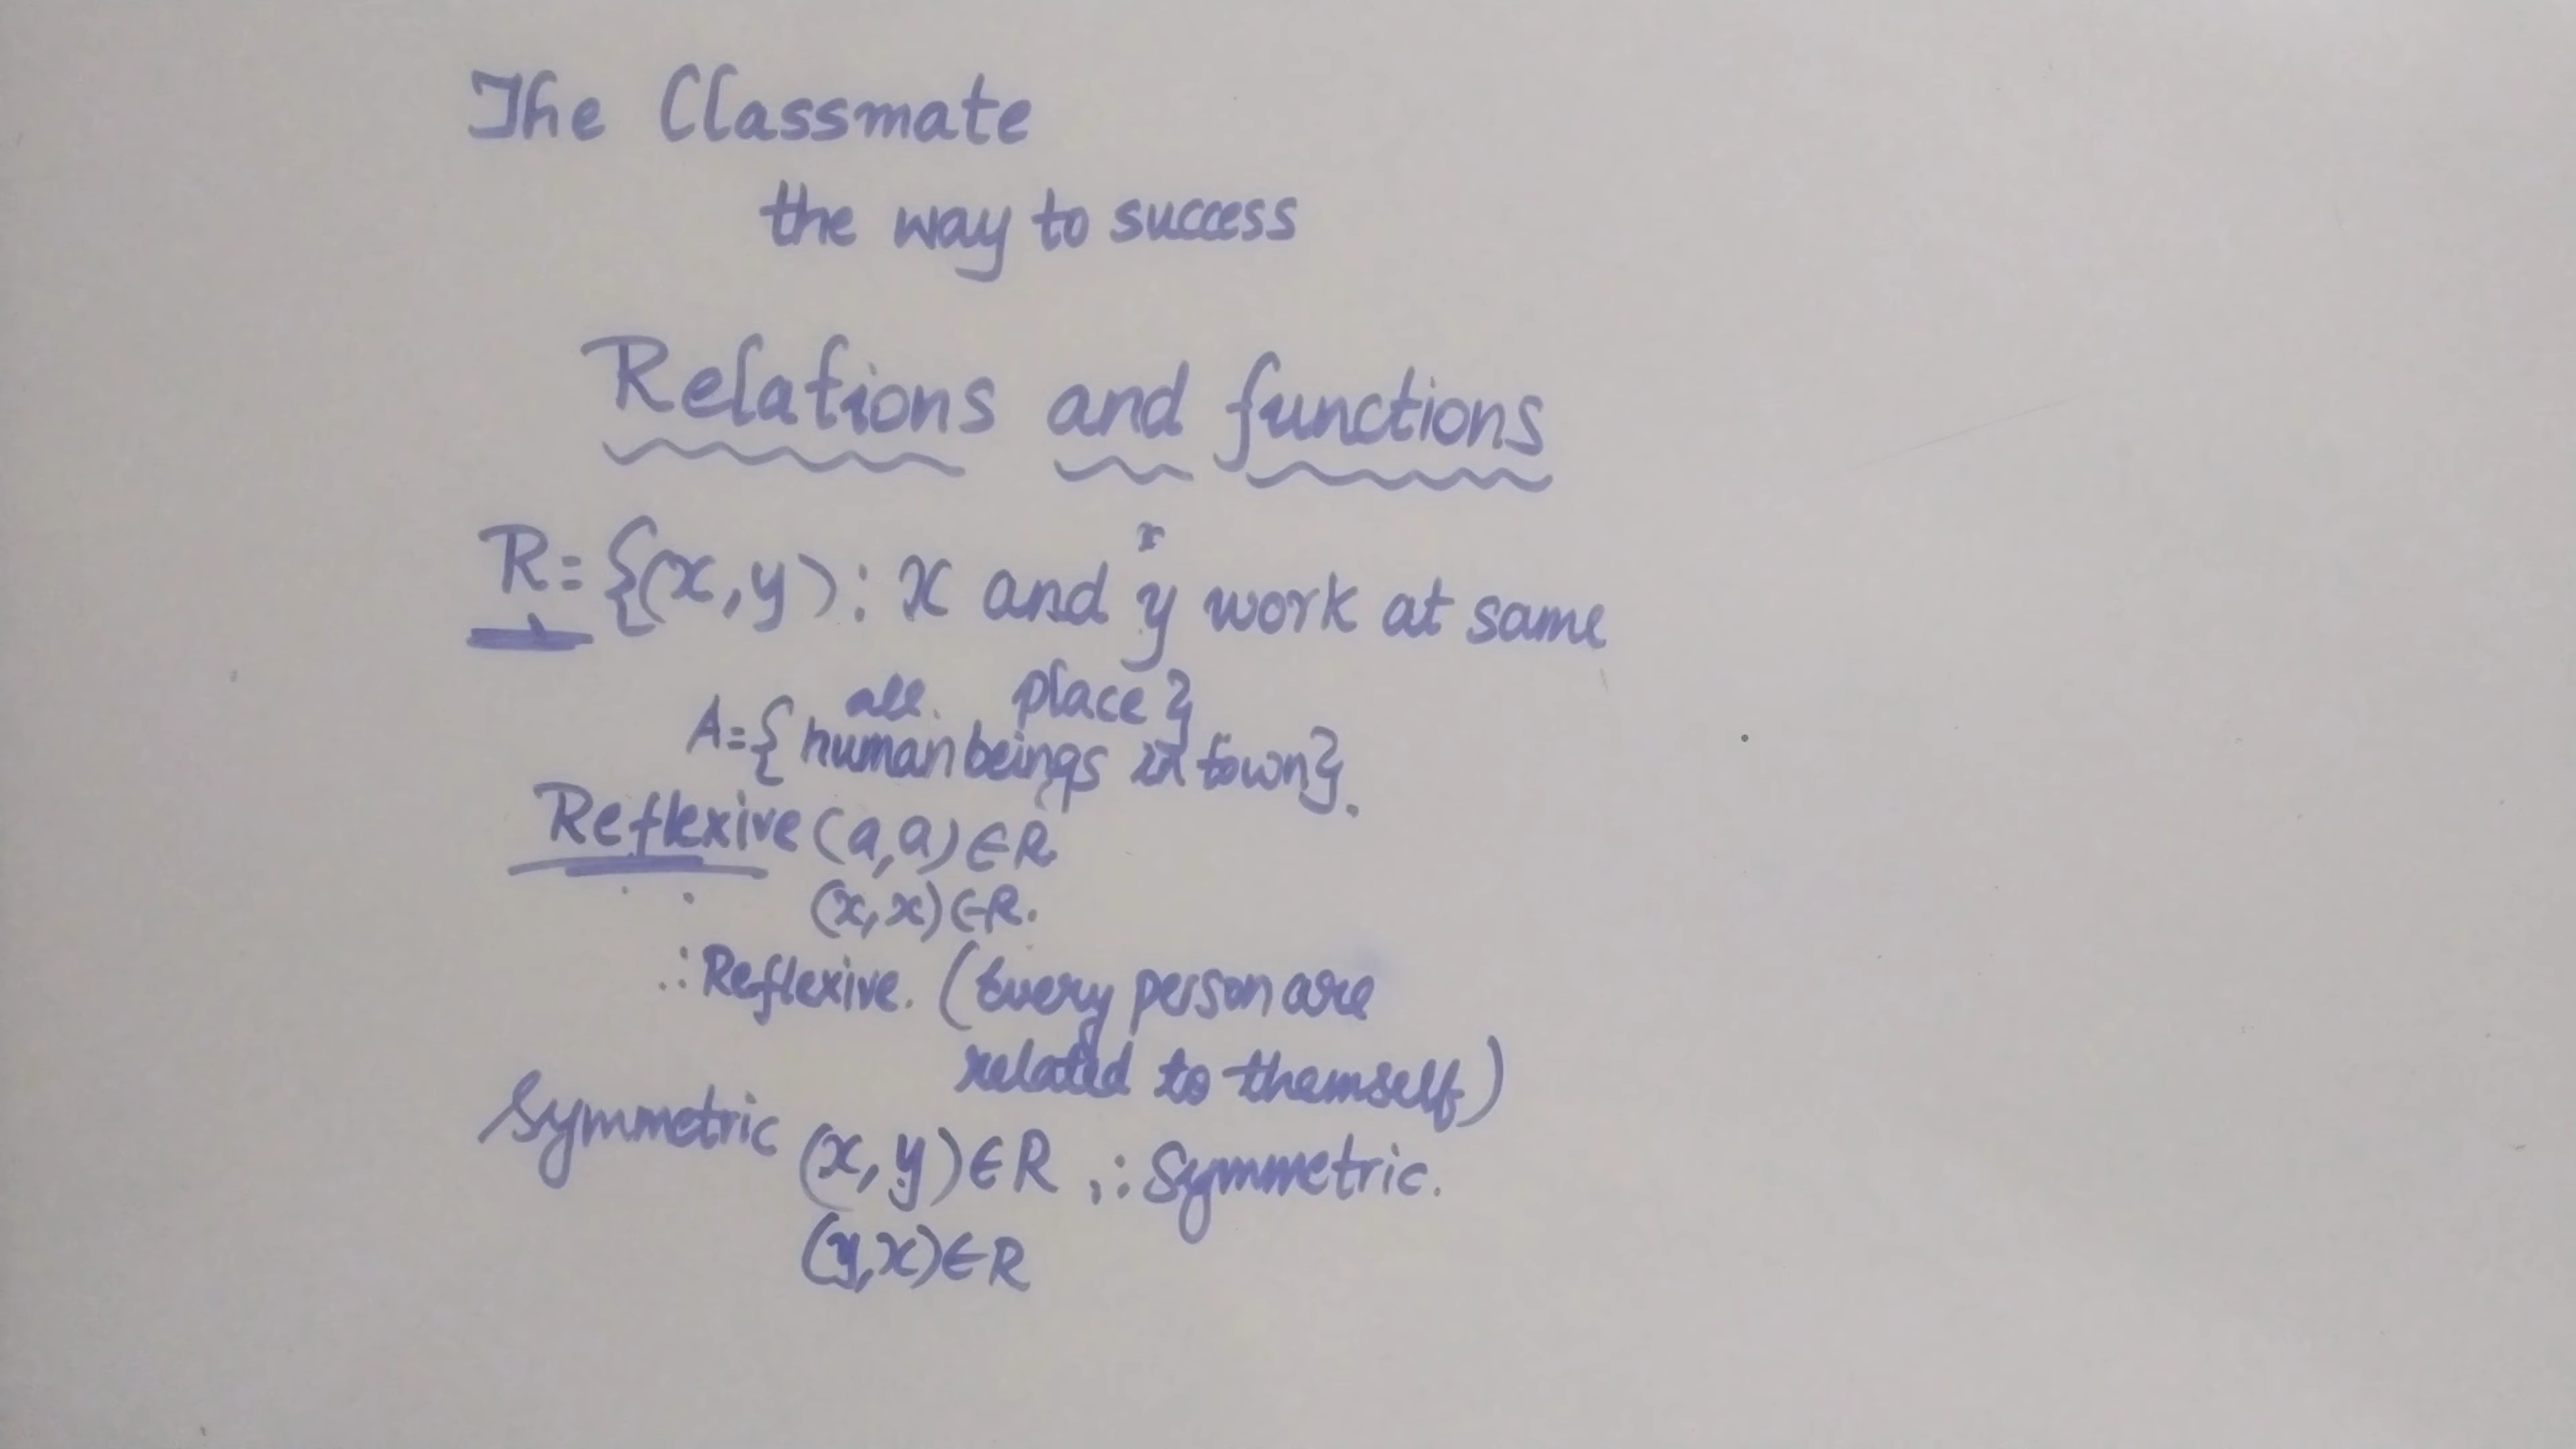 The Classmate
the way to success
Relations and functions
x
R = {(x, y) : x and y work at same
place}
A = { all human beings in town}.
Reflexive (a, a) ∈ R
(x, x) ∈ R.
∴ Reflexive. (Every person are
related to themself)
Symmetric (x, y) ∈ R , ∴ Symmetric.
(y, x) ∈ R